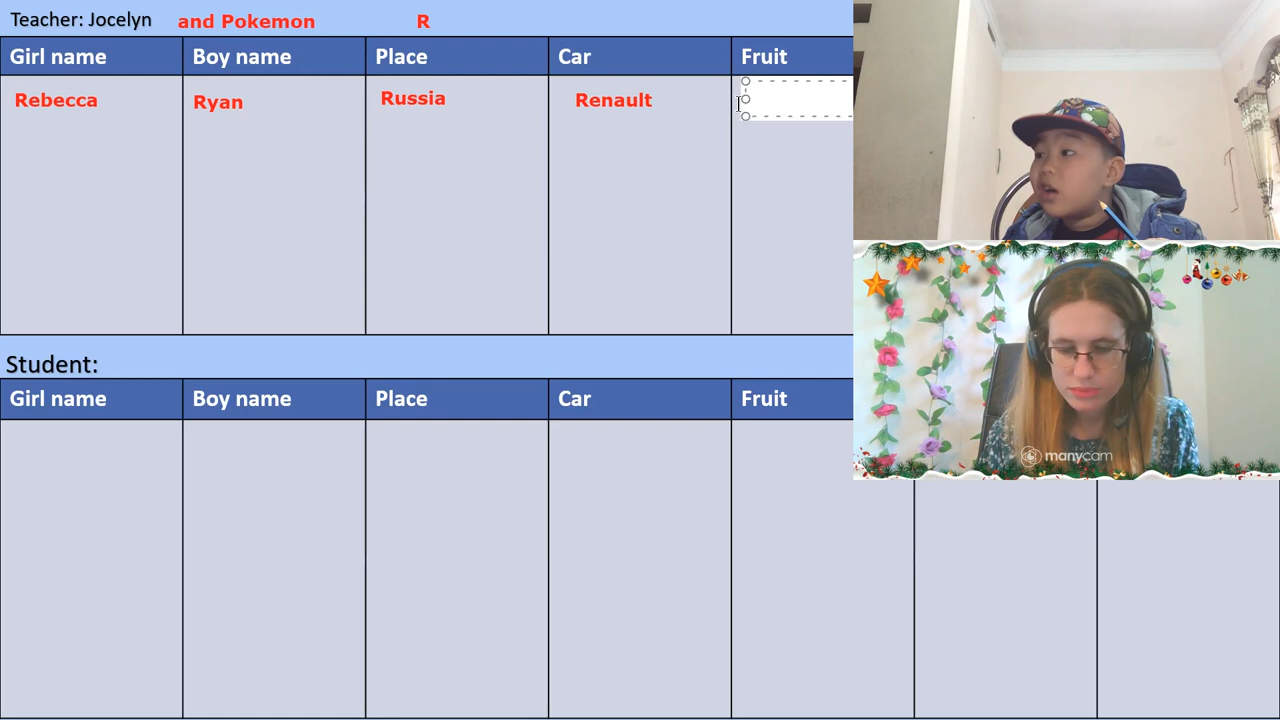 Teacher: Jocelyn and Pokemon R
Girl name Boy name Place Car Fruit
Rebecca Ryan Russia Renault
Student:
Girl name Boy name Place Car Fruit
manycam